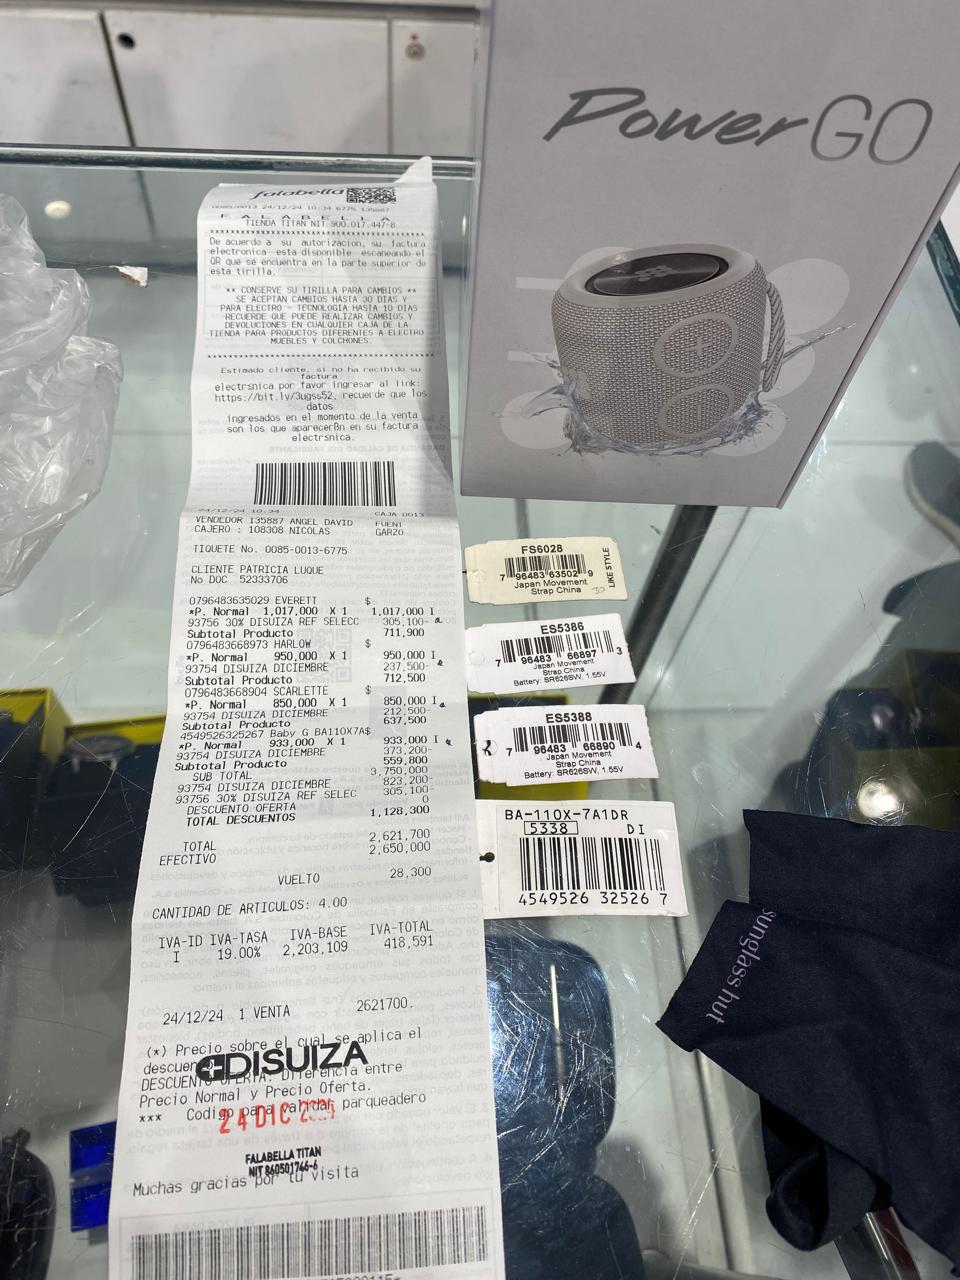 falabella
0085/0013 24/12/24 10:34 6775 135887
F A L A B E L L A
TIENDA TITAN NIT 900.017.447-8
De acuerdo a su autorizacion, su factura
electronica esta disponible escaneando el
QR que se encuentra en la parte superior de
esta tirilla.
** CONSERVE SU TIRILLA PARA CAMBIOS **
SE ACEPTAN CAMBIOS HASTA 30 DIAS Y
PARA ELECTRO - TECNOLOGIA HASTA 10 DIAS
RECUERDE QUE PUEDE REALIZAR CAMBIOS Y
DEVOLUCIONES EN CUALQUIER CAJA DE LA
TIENDA PARA PRODUCTOS DIFERENTES A ELECTRO
MUEBLES Y COLCHONES.
Estimado cliente, si no ha recibido su
factura
electrsnica por favor ingresar al link:
https://bit.ly/3ugss52, recuerde que los
datos
ingresados en el momento de la venta
son los que aparecerBn en su factura
electrsnica.
24/12/24 10:34 CAJA 0013
VENDEDOR 135887 ANGEL DAVID FUENT
CAJERO : 108308 NICOLAS GARZO
TIQUETE No. 0085-0013-6775
CLIENTE PATRICIA LUQUE
No DOC 52333706
0796483635029 EVERETT $
*P. Normal 1,017,000 X 1 1,017,000 I
93756 30% DISUIZA REF SELECC 305,100-
Subtotal Producto 711,900
0796483668973 HARLOW $
*P. Normal 950,000 X 1 950,000 I
93754 DISUIZA DICIEMBRE 237,500-
Subtotal Producto 712,500
0796483668904 SCARLETTE $
*P. Normal 850,000 X 1 850,000 I
93754 DISUIZA DICIEMBRE 212,500-
Subtotal Producto 637,500
4549526325267 Baby G BA110X7A$
*P. Normal 933,000 X 1 933,000 I
93754 DISUIZA DICIEMBRE 373,200-
Subtotal Producto 559,800
SUB TOTAL 3,750,000
93754 DISUIZA DICIEMBRE 823,200-
93756 30% DISUIZA REF SELEC 305,100-
DESCUENTO OFERTA 0
TOTAL DESCUENTOS 1,128,300
TOTAL 2,621,700
EFECTIVO 2,650,000
VUELTO 28,300
CANTIDAD DE ARTICULOS: 4.00
IVA-ID IVA-TASA IVA-BASE IVA-TOTAL
I 19.00% 2,203,109 418,591
24/12/24 1 VENTA 2621700.
(*) Precio sobre el cual se aplica el
descuento
DISUIZA
DESCUENTO OFERTA: Diferencia entre
Precio Normal y Precio Oferta.
*** Codigo para validar parqueadero
24 DIC 2024
FALABELLA TITAN
NIT 860501746-6
Muchas gracias por tu visita
PowerGO
FS6028
7 96483 63502 9
LIKE STYLE
Japan Movement
Strap China
ES5386
7 96483 66897 3
Japan Movement
Strap China
Battery: SR626SW, 1.55V
ES5388
7 96483 66890 4
Japan Movement
Strap China
Battery: SR626SW, 1.55V
BA-110X-7A1DR
5338 DI
4549526 32526 7
sunglass hut